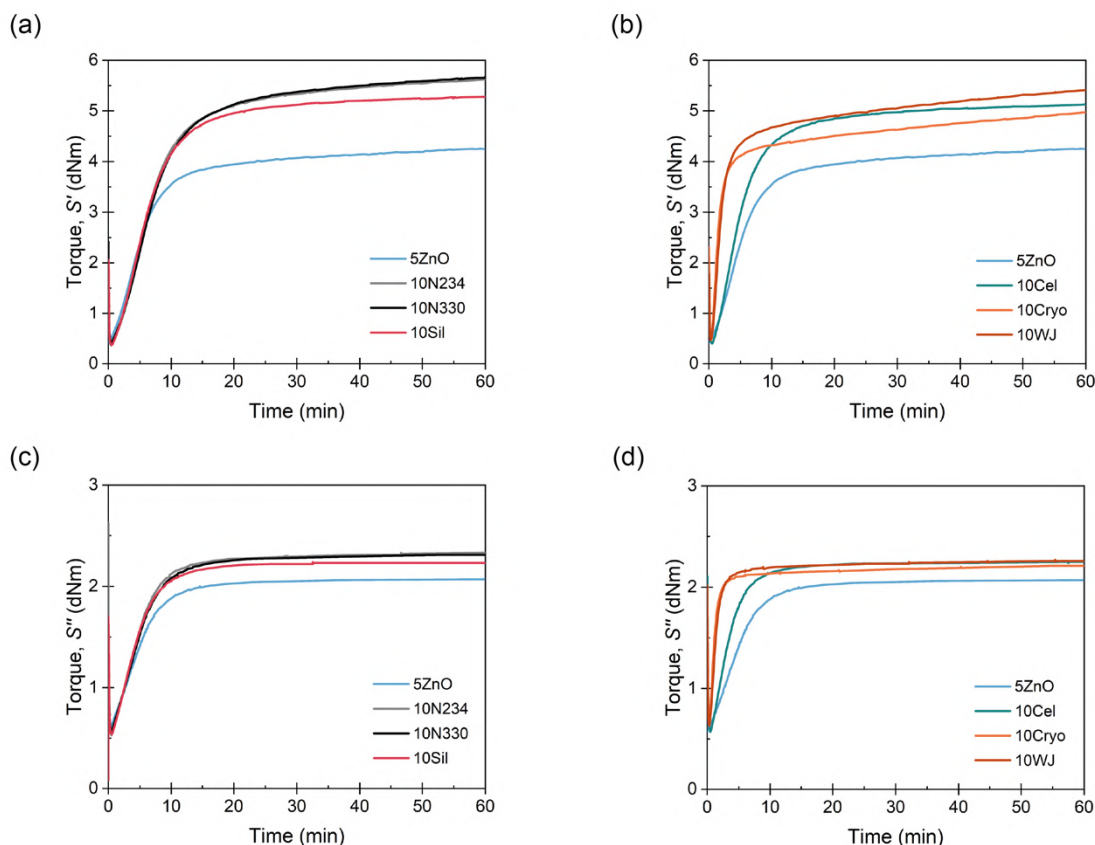 (a)
Torque, S' (dNm)
6
5
4
3
2
1
0
5ZnO
10N234
10N330
10Sil
0 10 20 30 40 50 60
Time (min)
(b)
Torque, S' (dNm)
6
5
4
3
2
1
0
5ZnO
10Cel
10Cryo
10WJ
0 10 20 30 40 50 60
Time (min)
(c)
Torque, S'' (dNm)
3
2
1
0
5ZnO
10N234
10N330
10Sil
0 10 20 30 40 50 60
Time (min)
(d)
Torque, S'' (dNm)
3
2
1
0
5ZnO
10Cel
10Cryo
10WJ
0 10 20 30 40 50 60
Time (min)